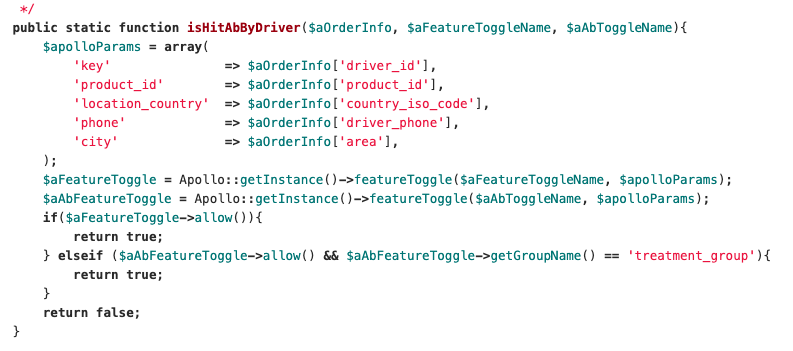 */
public static function isHitAbByDriver($aOrderInfo, $aFeatureToggleName, $aAbToggleName){
    $apolloParams = array(
        'key'               => $aOrderInfo['driver_id'],
        'product_id'        => $aOrderInfo['product_id'],
        'location_country'  => $aOrderInfo['country_iso_code'],
        'phone'             => $aOrderInfo['driver_phone'],
        'city'              => $aOrderInfo['area'],
    );
    $aFeatureToggle = Apollo::getInstance()->featureToggle($aFeatureToggleName, $apolloParams);
    $aAbFeatureToggle = Apollo::getInstance()->featureToggle($aAbToggleName, $apolloParams);
    if($aFeatureToggle->allow()){
        return true;
    } elseif ($aAbFeatureToggle->allow() && $aAbFeatureToggle->getGroupName() == 'treatment_group'){
        return true;
    }
    return false;
}